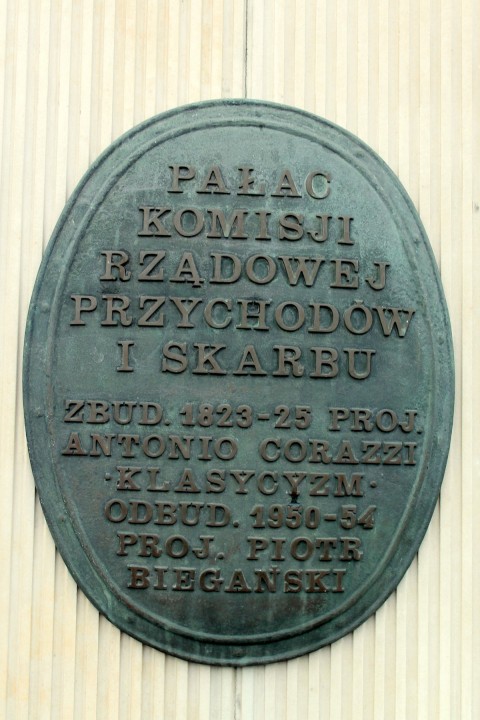 PAŁAC
KOMISJI
RZĄDOWEJ
PRZYCHODÓW
I SKARBU
ZBUD. 1823-25 PROJ.
ANTONIO CORAZZI
·KLASYCYZM·
ODBUD. 1950-54
PROJ. PIOTR
BIEGAŃSKI